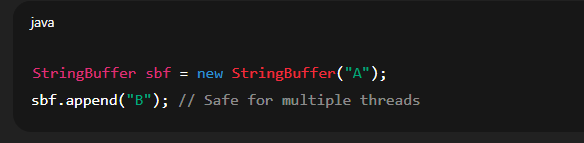 java
StringBuffer sbf = new StringBuffer("A");
sbf.append("B"); // Safe for multiple threads